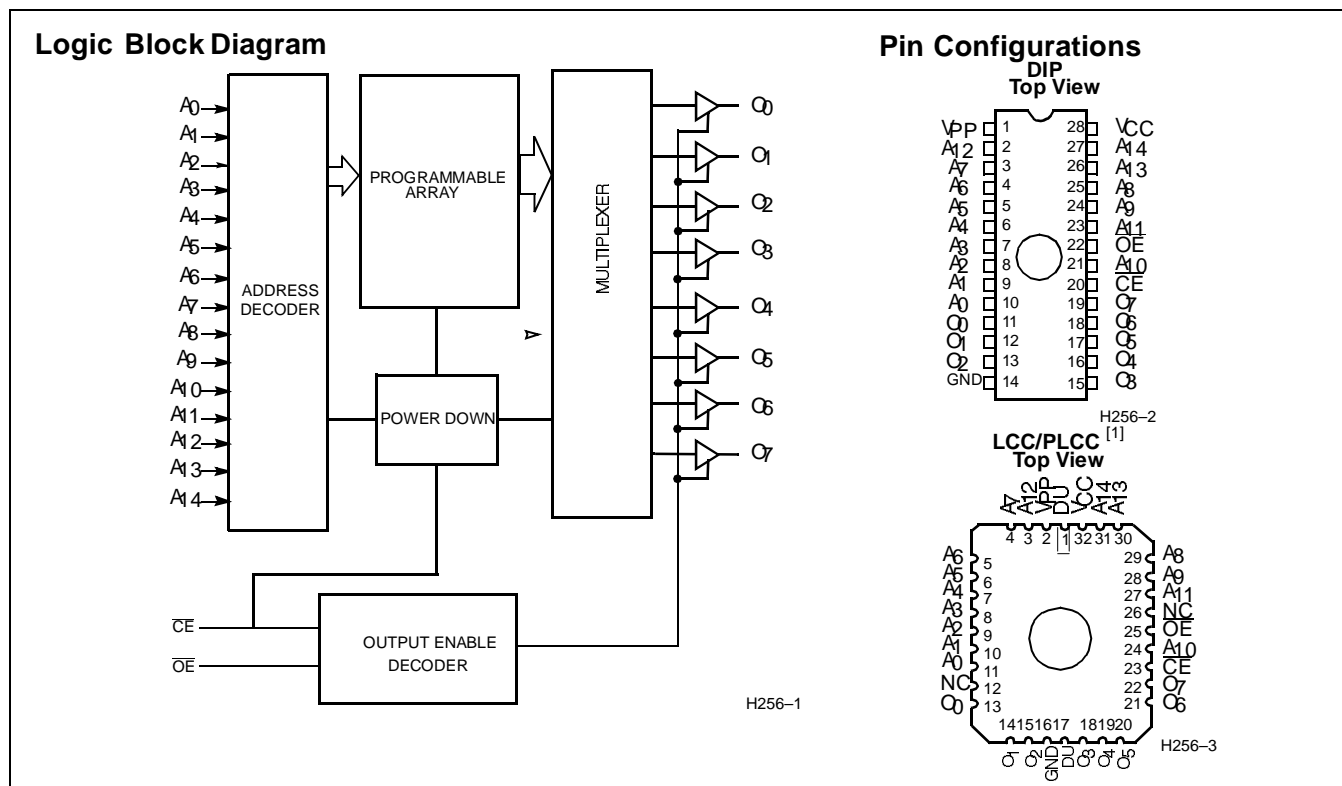 Logic Block Diagram
A0
A1
A2
A3
A4
A5
A6
A7
A8
A9
A10
A11
A12
A13
A14
ADDRESS
DECODER
PROGRAMMABLE
ARRAY
POWER DOWN
MULTIPLEXER
O0
O1
O2
O3
O4
O5
O6
O7
CE
OE
OUTPUT ENABLE
DECODER
H256–1
Pin Configurations
DIP
Top View
VPP 1 28 VCC
A12 2 27 A14
A7 3 26 A13
A6 4 25 A8
A5 5 24 A9
A4 6 23 A11
A3 7 22 OE
A2 8 21 A10
A1 9 20 CE
A0 10 19 O7
O0 11 18 O6
O1 12 17 O5
O2 13 16 O4
GND 14 15 O3
H256–2
[1]
LCC/PLCC
Top View
A7 A12 VPP DU VCC A14 A13
4 3 2 1 32 31 30
A6 5 29 A8
A5 6 28 A9
A4 7 27 A11
A3 8 26 NC
A2 9 25 OE
A1 10 24 A10
A0 11 23 CE
NC 12 22 O7
O0 13 21 O6
14 15 16 17 18 19 20
O1 O2 GND DU O3 O4 O5
H256–3